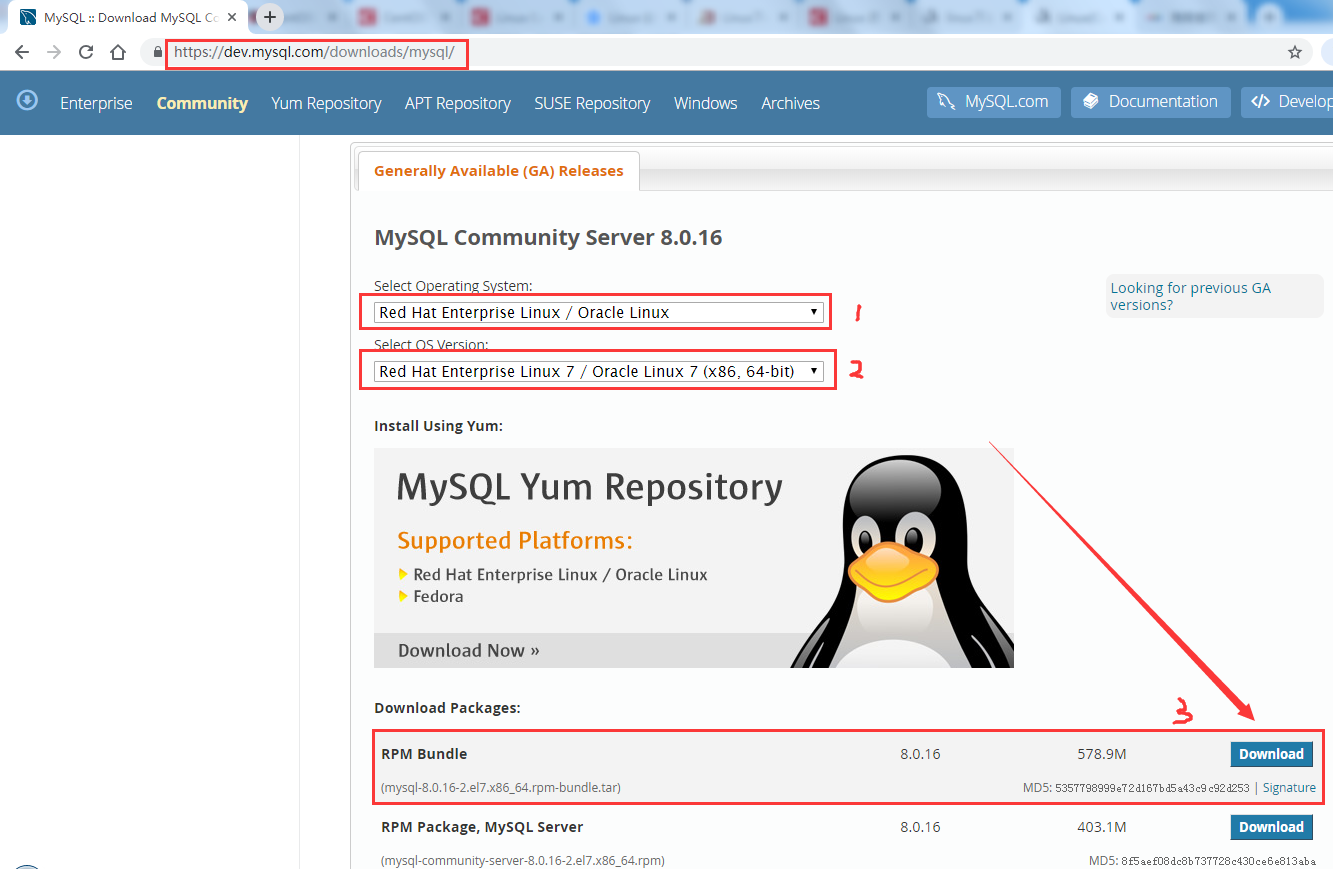 MySQL :: Download MySQL Co
https://dev.mysql.com/downloads/mysql/
Enterprise Community Yum Repository APT Repository SUSE Repository Windows Archives MySQL.com Documentation Develop
Generally Available (GA) Releases
MySQL Community Server 8.0.16
Select Operating System:
Looking for previous GA
versions?
Red Hat Enterprise Linux / Oracle Linux
1
Select OS Version:
Red Hat Enterprise Linux 7 / Oracle Linux 7 (x86, 64-bit)
2
Install Using Yum:
MySQL Yum Repository
Supported Platforms:
Red Hat Enterprise Linux / Oracle Linux
Fedora
Download Now »
Download Packages:
3
RPM Bundle 8.0.16 578.9M Download
(mysql-8.0.16-2.el7.x86_64.rpm-bundle.tar) MD5: 5357798999e72d167bd5a43c9c92d253 | Signature
RPM Package, MySQL Server 8.0.16 403.1M Download
(mysql-community-server-8.0.16-2.el7.x86_64.rpm) MD5: 8f5aef08dc8b737728c430ce6e813aba